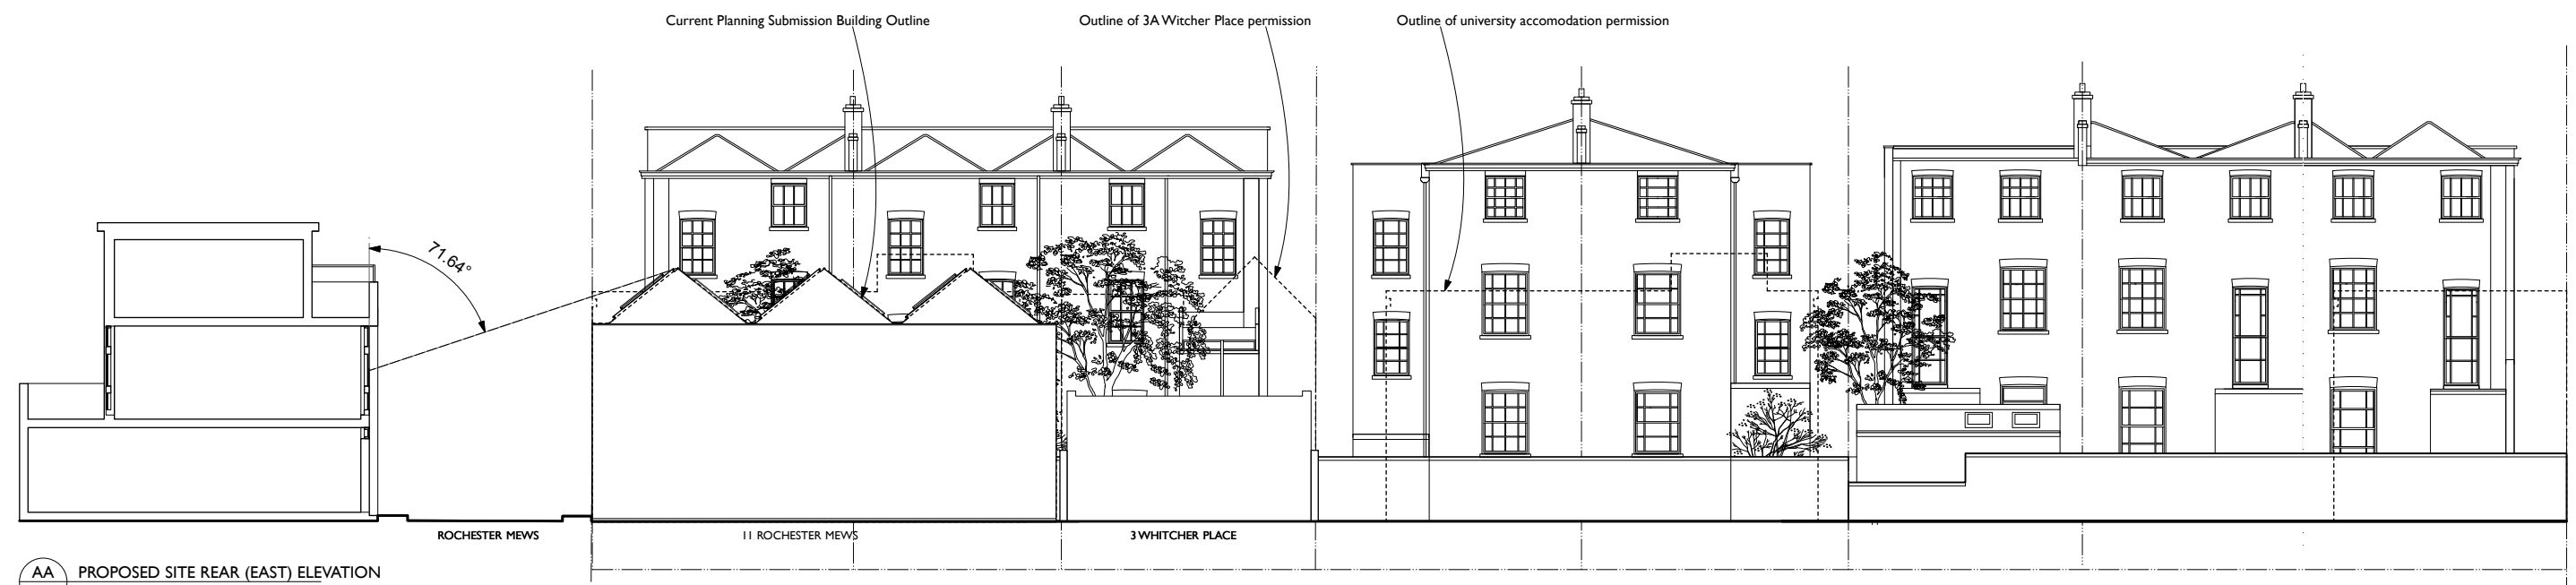 Current Planning Submission Building Outline
Outline of 3A Witcher Place permission
Outline of university accomodation permission
71.64°
ROCHESTER MEWS
11 ROCHESTER MEWS
3 WHITCHER PLACE
AA PROPOSED SITE REAR (EAST) ELEVATION